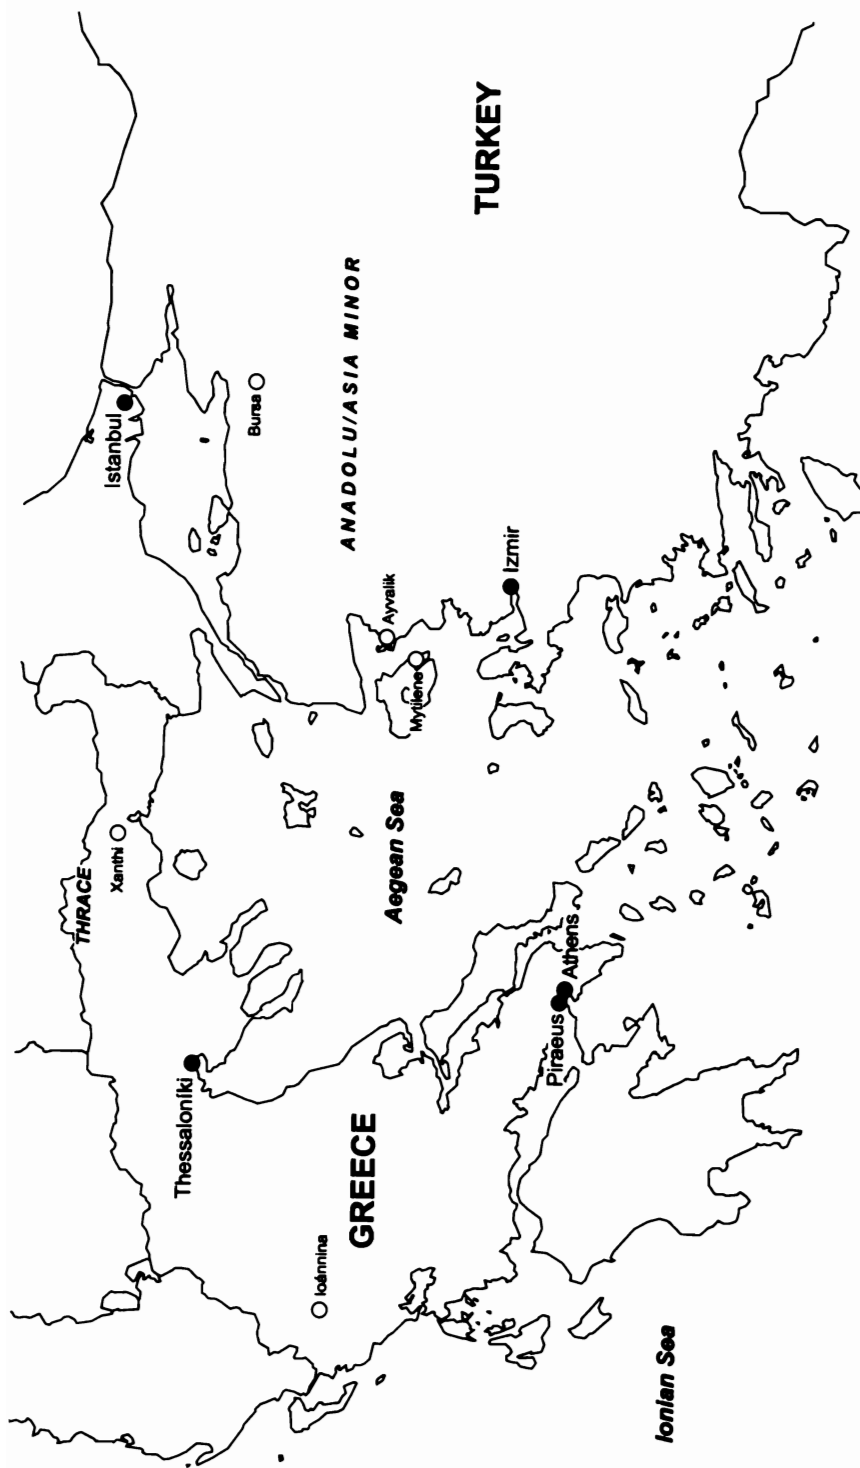 Istanbul
Bursa
THRACE
Xanthi
Thessaloníki
ANADOLU/ASIA MINOR
TURKEY
Ayvalik
Mytilene
Izmir
Aegean Sea
GREECE
Ioánnina
Athens
Piraeus
Ionian Sea